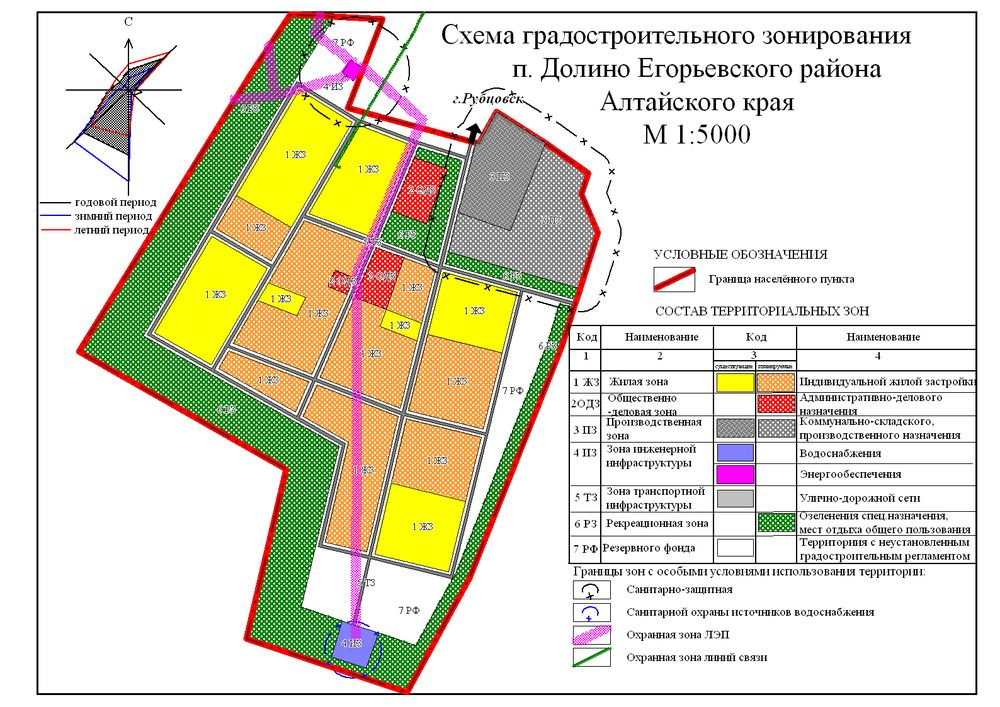 С
Схема градостроительного зонирования
п. Долино Егорьевского района
Алтайского края
М 1:5000
г.Рубцовск
годовой период
зимний период
летний период
7 РФ
4 ИЗ
1 ЖЗ
1 ЖЗ
3 ПЗ
1 ЖЗ
1 ЖЗ
1 ЖЗ
1 ЖЗ
1 ЖЗ
1 ЖЗ
1 ЖЗ
1 ЖЗ
1 ЖЗ
1 ЖЗ
1 ЖЗ
7 РФ
1 ЖЗ
1 ЖЗ
1 ЖЗ
7 РФ
4 ИЗ
УСЛОВНЫЕ ОБОЗНАЧЕНИЯ
Граница населённого пункта
СОСТАВ ТЕРРИТОРИАЛЬНЫХ ЗОН
Код Наименование Код Наименование
1 2 3 4
существующие планируемые
1 ЖЗ Жилая зона Индивидуальной жилой застройки
2ОДЗ Общественно
-деловая зона
Административно-делового
назначения
3 ПЗ Производственная
зона
Коммунально-складского,
производственного назначения
4 ИЗ Зона инженерной
инфраструктуры
Водоснабжения
Энергообеспечения
5 ТЗ Зона транспортной
инфраструктуры
Улично-дорожной сети
6 РЗ Рекреационная зона
Озеленения спец.назначения,
мест отдыха общего пользования
7 РФ Резервного фонда
Территория с неустановленным
градостроительным регламентом
Границы зон с особыми условиями использования территории:
Санитарно-защитная
Санитарной охраны источников водоснабжения
Охранная зона ЛЭП
Охранная зона линий связи